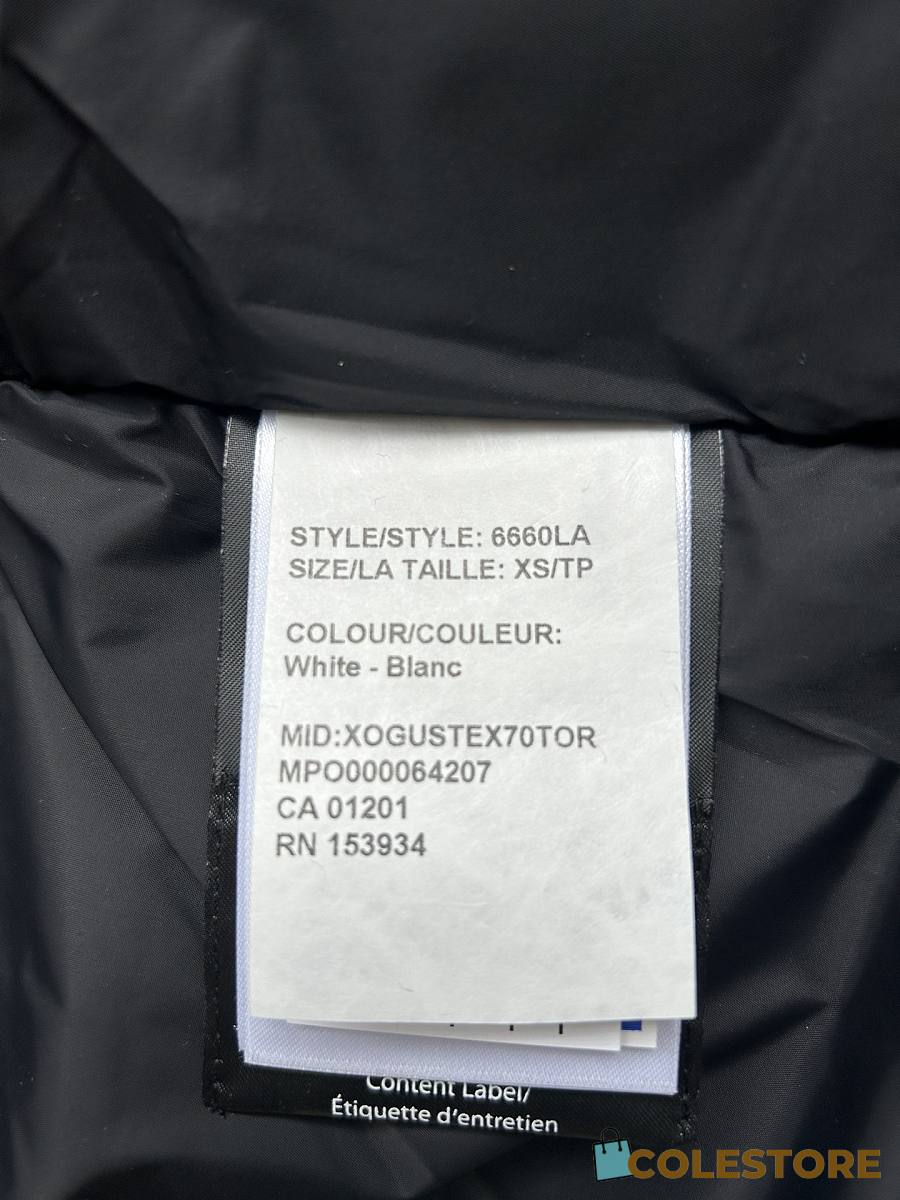 STYLE/STYLE: 6660LA
SIZE/LA TAILLE: XS/TP
COLOUR/COULEUR:
White - Blanc
MID:XOGUSTEX70TOR
MPO000064207
CA 01201
RN 153934
Content Label/
Étiquette d'entretien
COLESTORE